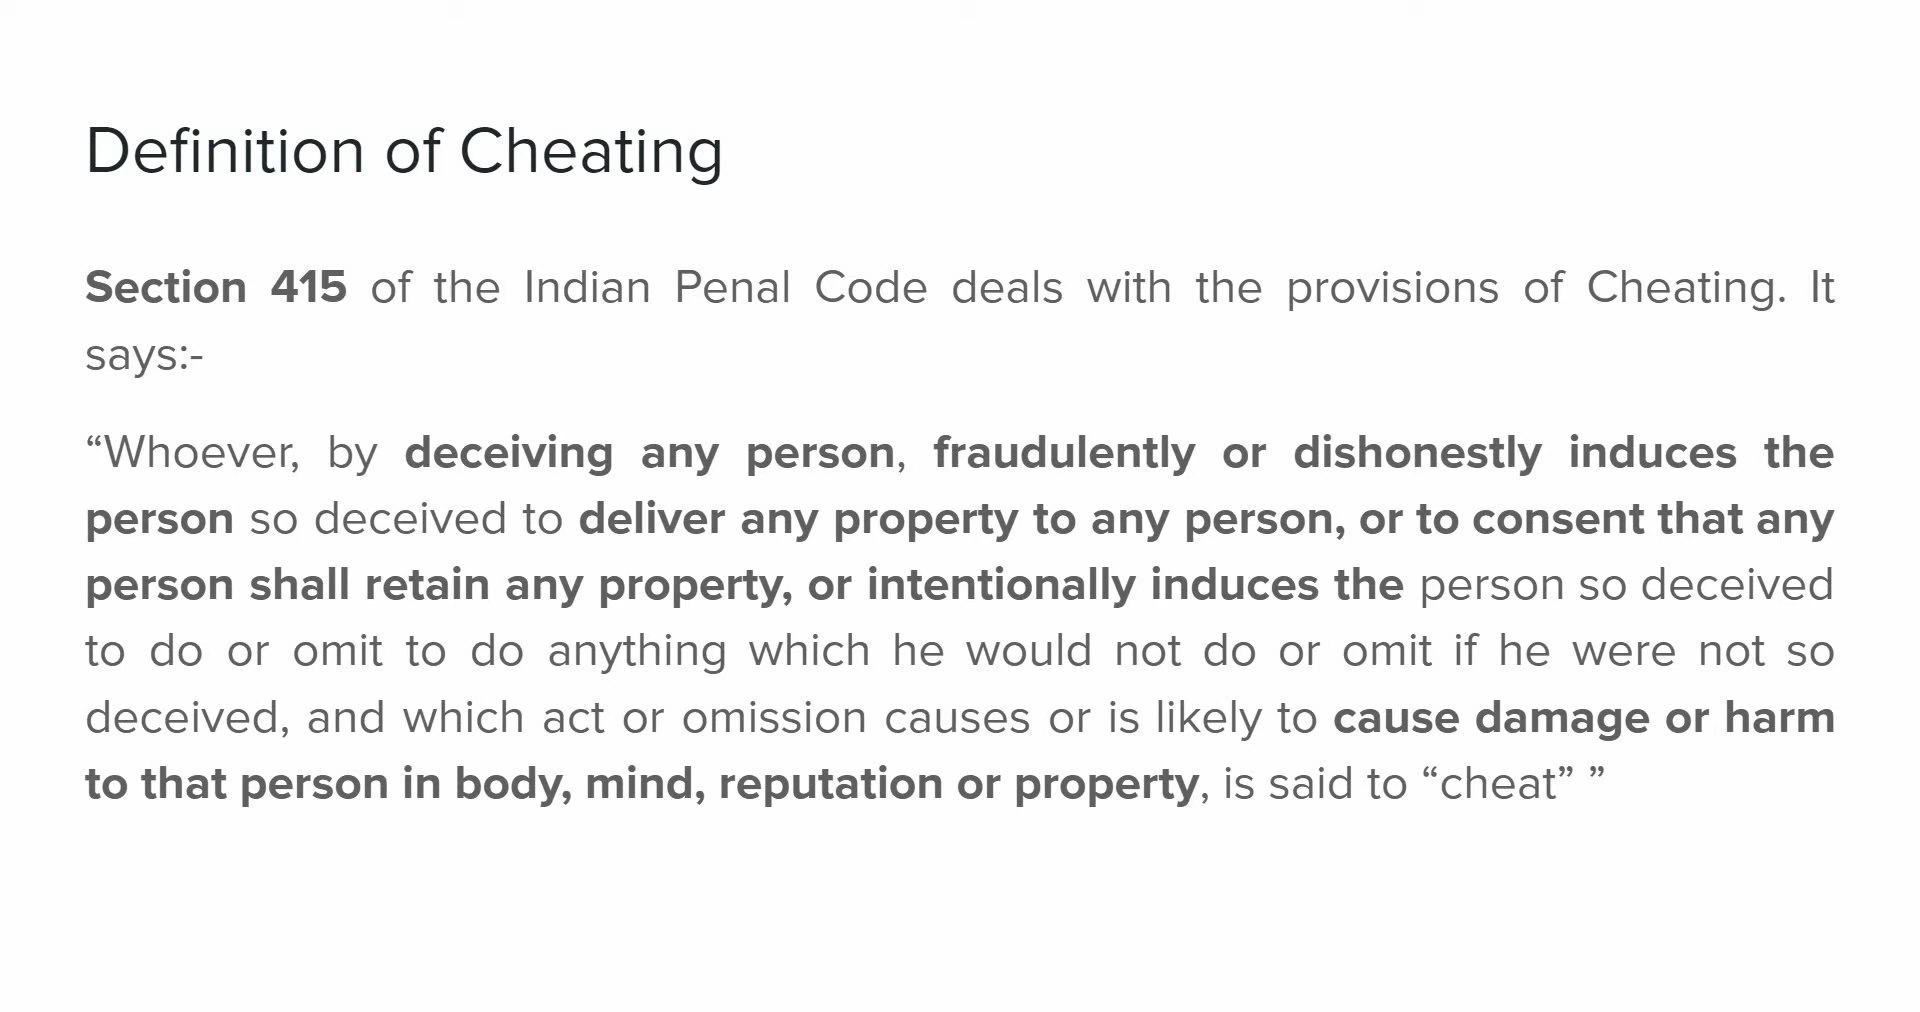 Definition of Cheating
Section 415 of the Indian Penal Code deals with the provisions of Cheating. It
says:-
“Whoever, by deceiving any person, fraudulently or dishonestly induces the
person so deceived to deliver any property to any person, or to consent that any
person shall retain any property, or intentionally induces the person so deceived
to do or omit to do anything which he would not do or omit if he were not so
deceived, and which act or omission causes or is likely to cause damage or harm
to that person in body, mind, reputation or property, is said to “cheat” ”